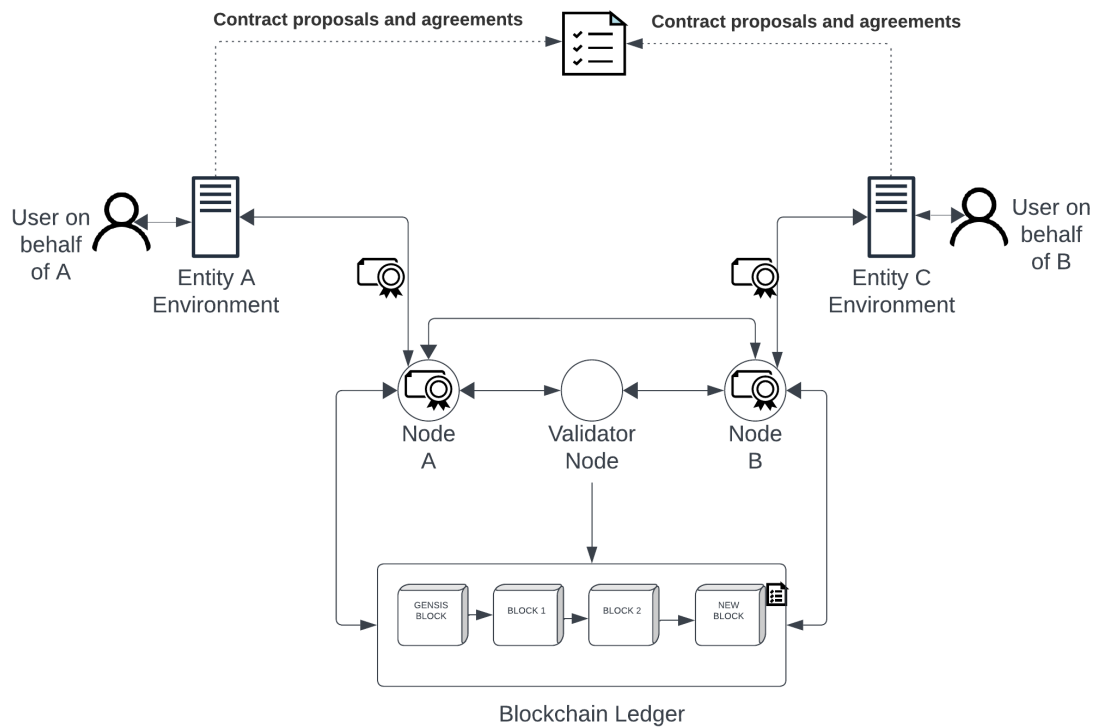 Contract proposals and agreements
Contract proposals and agreements
User on
behalf
of A
Entity A
Environment
Entity C
Environment
User on
behalf
of B
Node
A
Validator
Node
Node
B
GENSIS
BLOCK
BLOCK 1
BLOCK 2
NEW
BLOCK
Blockchain Ledger